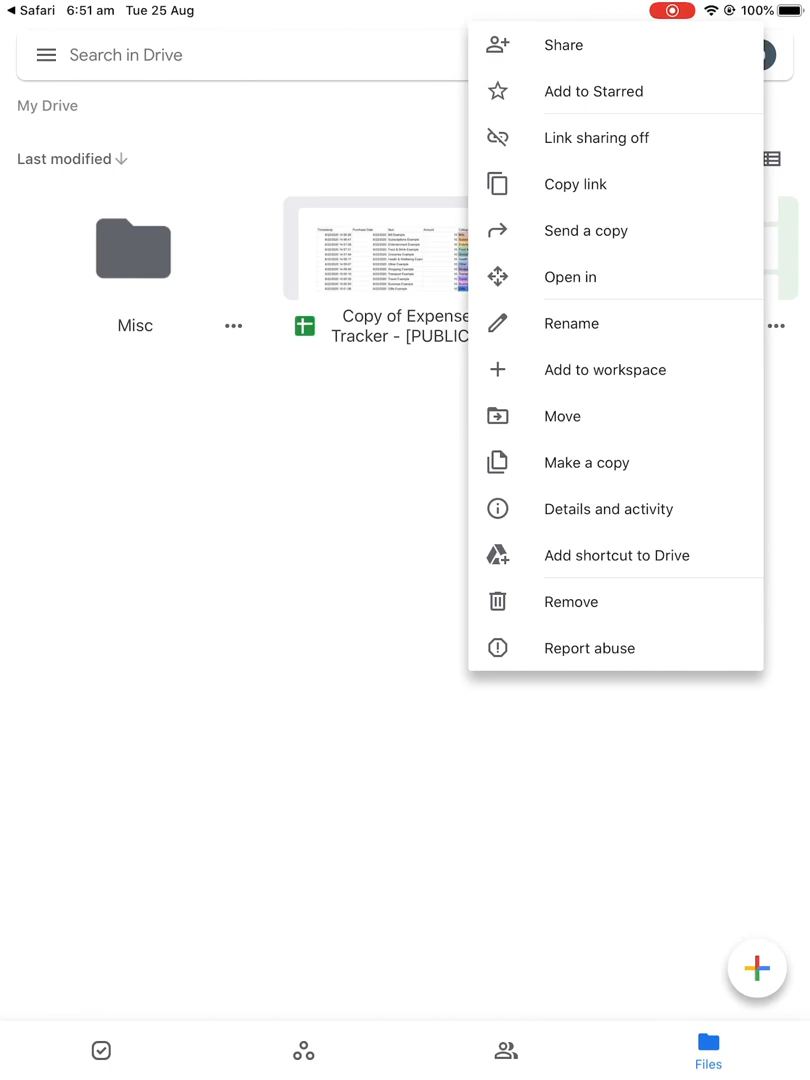 ◀ Safari 6:51 am Tue 25 Aug 100%
Search in Drive
My Drive
Last modified
Misc
Copy of Expense
Tracker - [PUBLIC
Share
Add to Starred
Link sharing off
Copy link
Send a copy
Open in
Rename
Add to workspace
Move
Make a copy
Details and activity
Add shortcut to Drive
Remove
Report abuse
Files